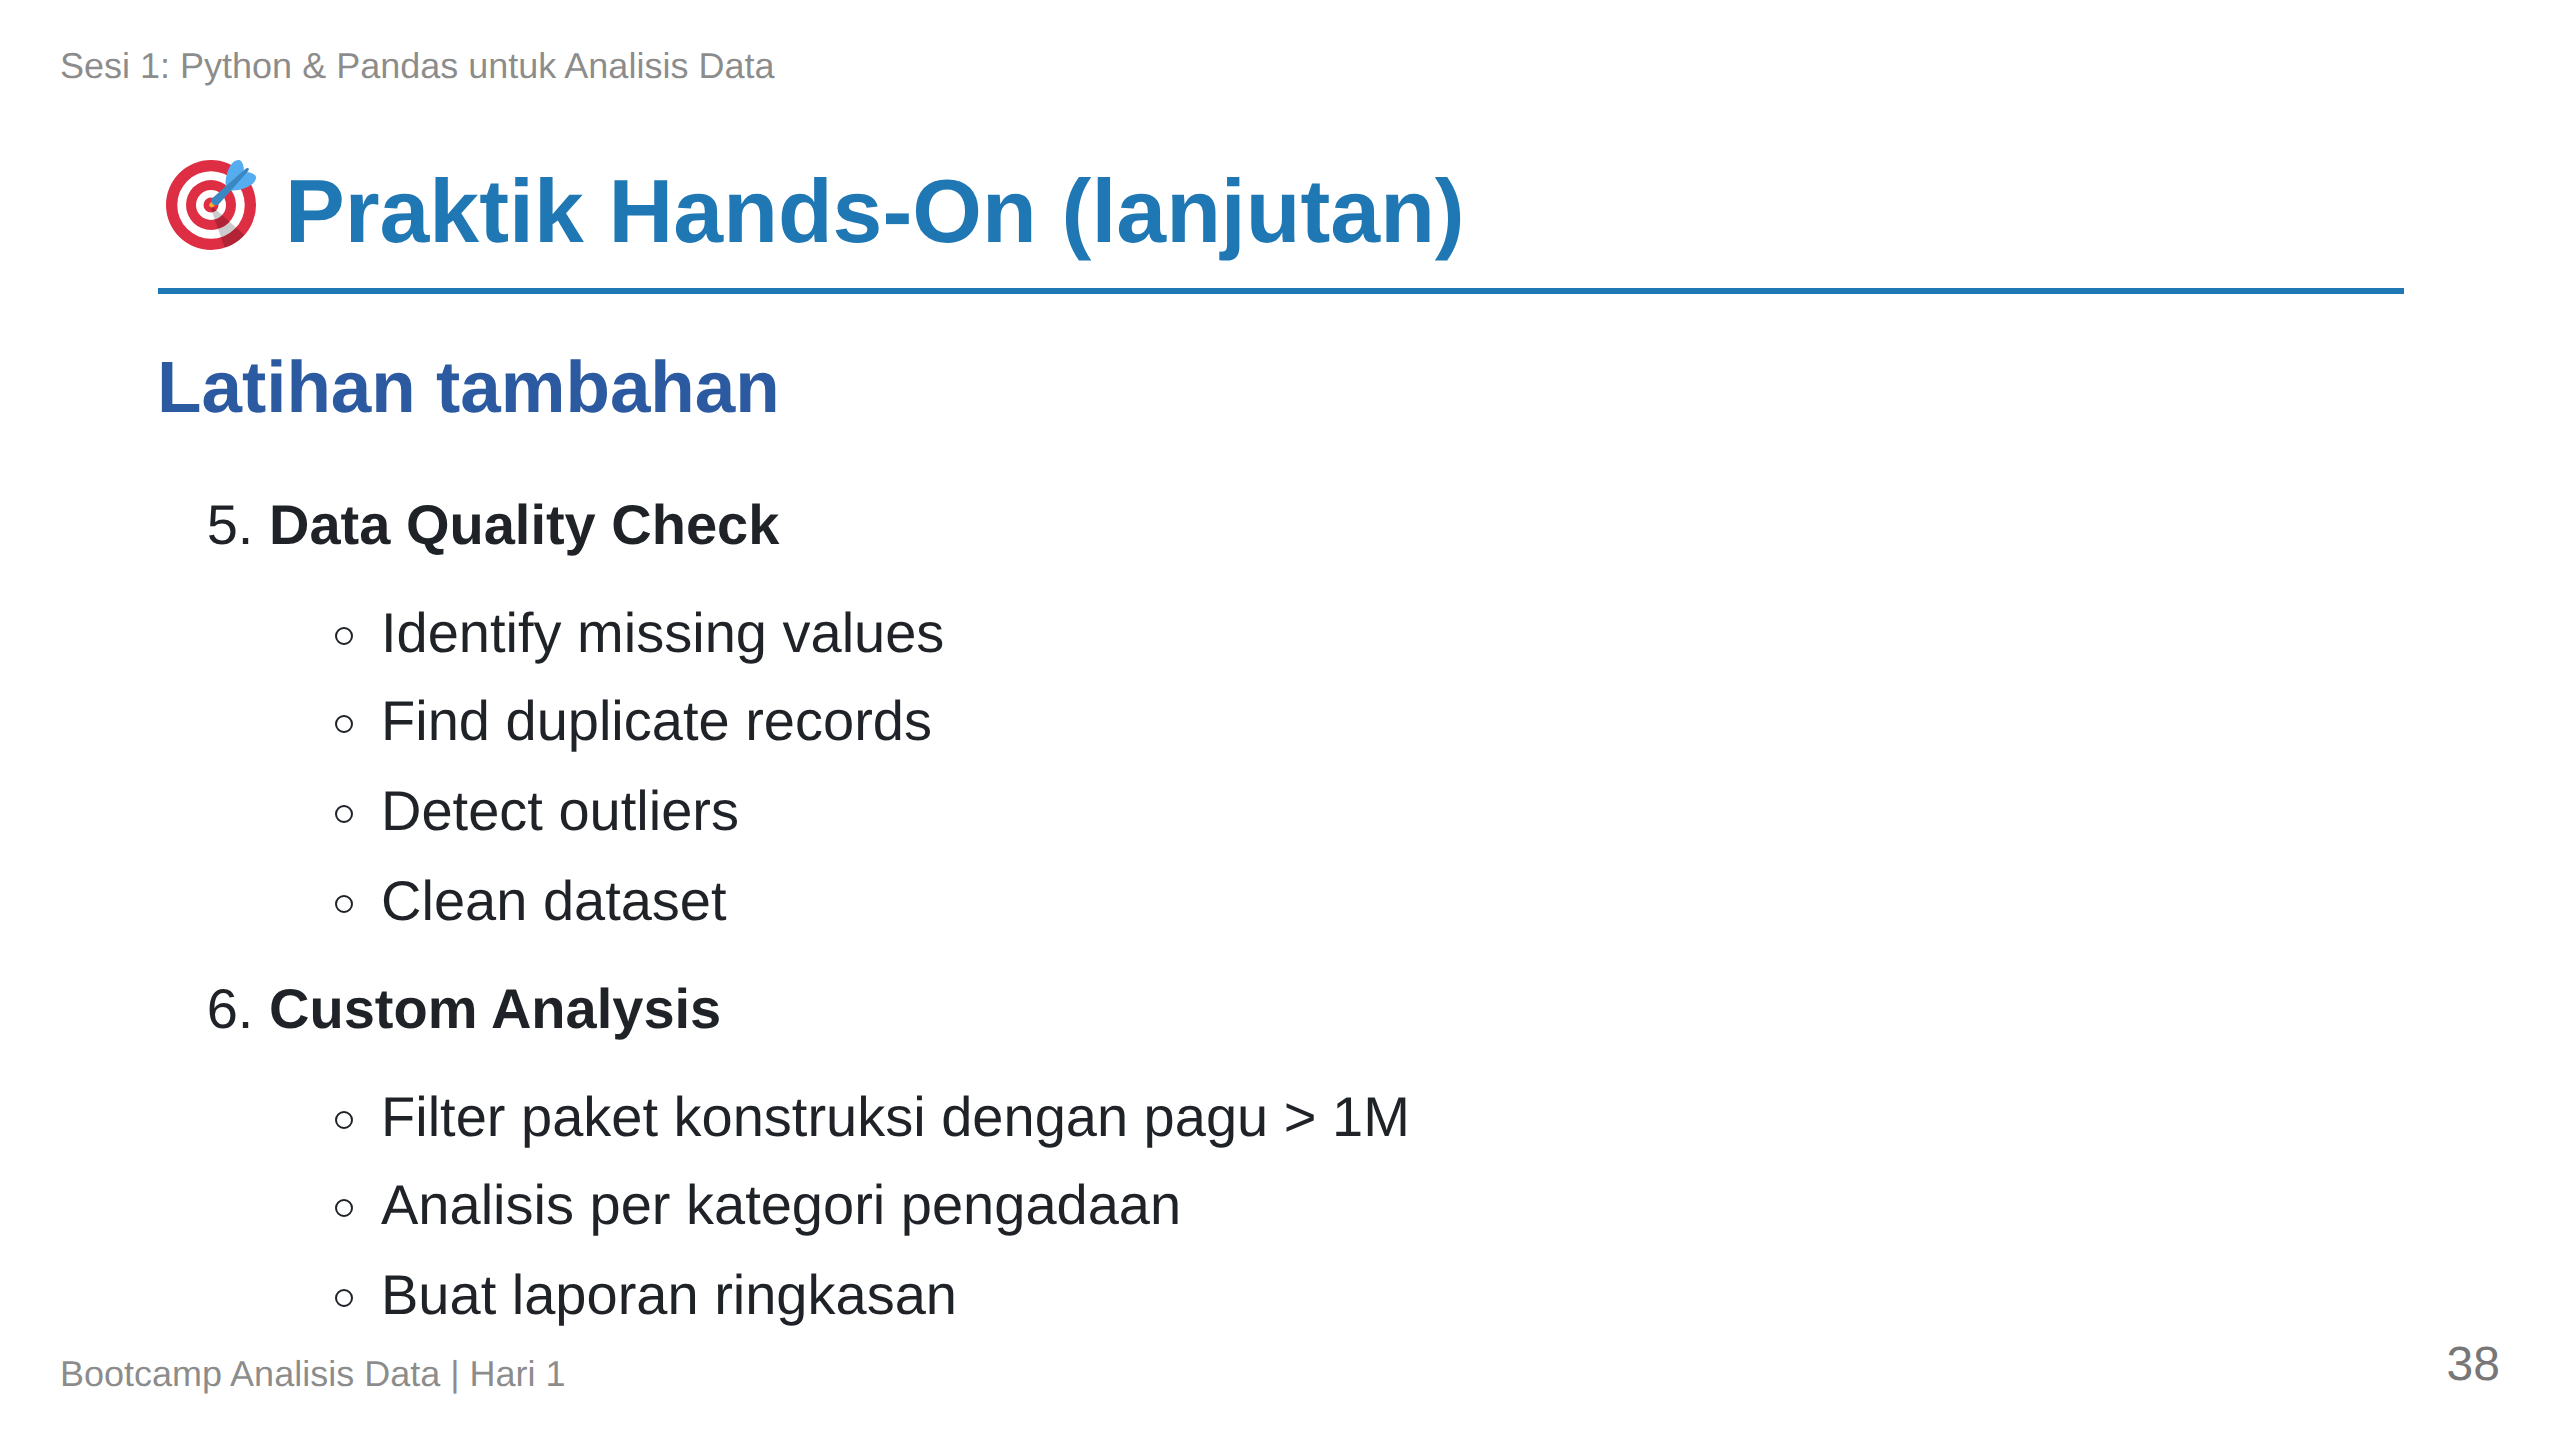 Sesi 1: Python & Pandas untuk Analisis Data
🎯 Praktik Hands-On (lanjutan)
Latihan tambahan
5. Data Quality Check
○ Identify missing values
○ Find duplicate records
○ Detect outliers
○ Clean dataset
6. Custom Analysis
○ Filter paket konstruksi dengan pagu > 1M
○ Analisis per kategori pengadaan
○ Buat laporan ringkasan
Bootcamp Analisis Data | Hari 1
38